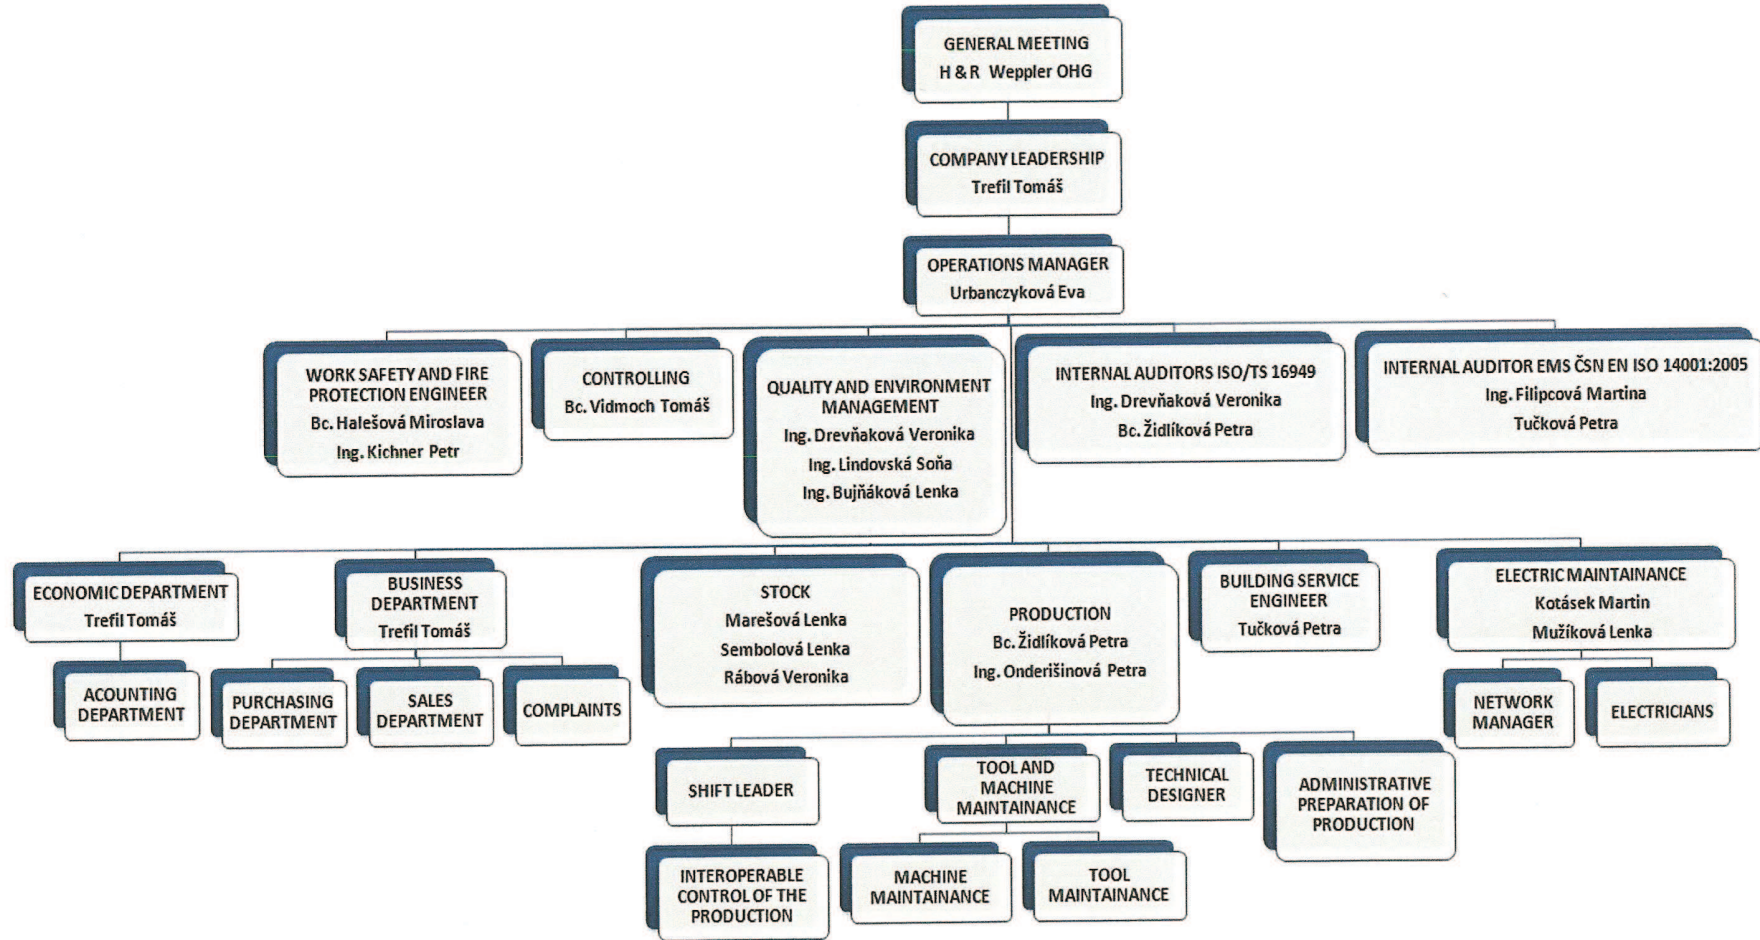 GENERAL MEETING
H & R Weppler OHG
COMPANY LEADERSHIP
Trefil Tomáš
OPERATIONS MANAGER
Urbanczyková Eva
WORK SAFETY AND FIRE
PROTECTION ENGINEER
Bc. Halešová Miroslava
Ing. Kichner Petr
CONTROLLING
Bc. Vidmoch Tomáš
QUALITY AND ENVIRONMENT
MANAGEMENT
Ing. Drevňaková Veronika
Ing. Lindovská Soňa
Ing. Bujňáková Lenka
INTERNAL AUDITORS ISO/TS 16949
Ing. Drevňaková Veronika
Bc. Židlíková Petra
INTERNAL AUDITOR EMS ČSN EN ISO 14001:2005
Ing. Filipcová Martina
Tučková Petra
ECONOMIC DEPARTMENT
Trefil Tomáš
BUSINESS
DEPARTMENT
Trefil Tomáš
STOCK
Marešová Lenka
Sembolová Lenka
Rábová Veronika
PRODUCTION
Bc. Židlíková Petra
Ing. Onderišinová Petra
BUILDING SERVICE
ENGINEER
Tučková Petra
ELECTRIC MAINTAINANCE
Kotásek Martin
Mužíková Lenka
ACOUNTING
DEPARTMENT
PURCHASING
DEPARTMENT
SALES
DEPARTMENT
COMPLAINTS
NETWORK
MANAGER
ELECTRICIANS
SHIFT LEADER
TOOL AND
MACHINE
MAINTAINANCE
TECHNICAL
DESIGNER
ADMINISTRATIVE
PREPARATION OF
PRODUCTION
INTEROPERABLE
CONTROL OF THE
PRODUCTION
MACHINE
MAINTAINANCE
TOOL
MAINTAINANCE